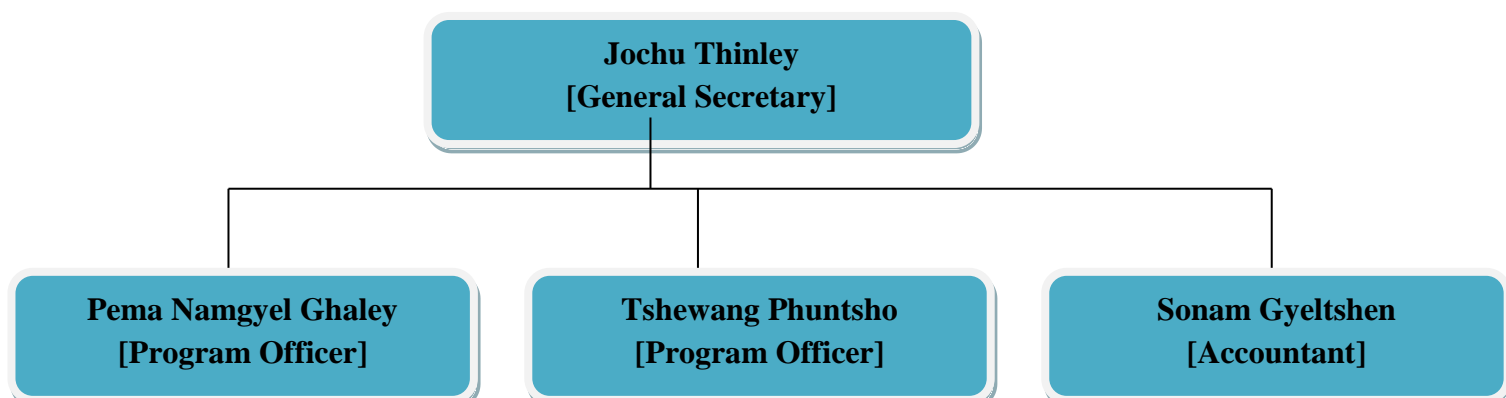 Jochu Thinley
[General Secretary]
Pema Namgyel Ghaley
[Program Officer]
Tshewang Phuntsho
[Program Officer]
Sonam Gyeltshen
[Accountant]